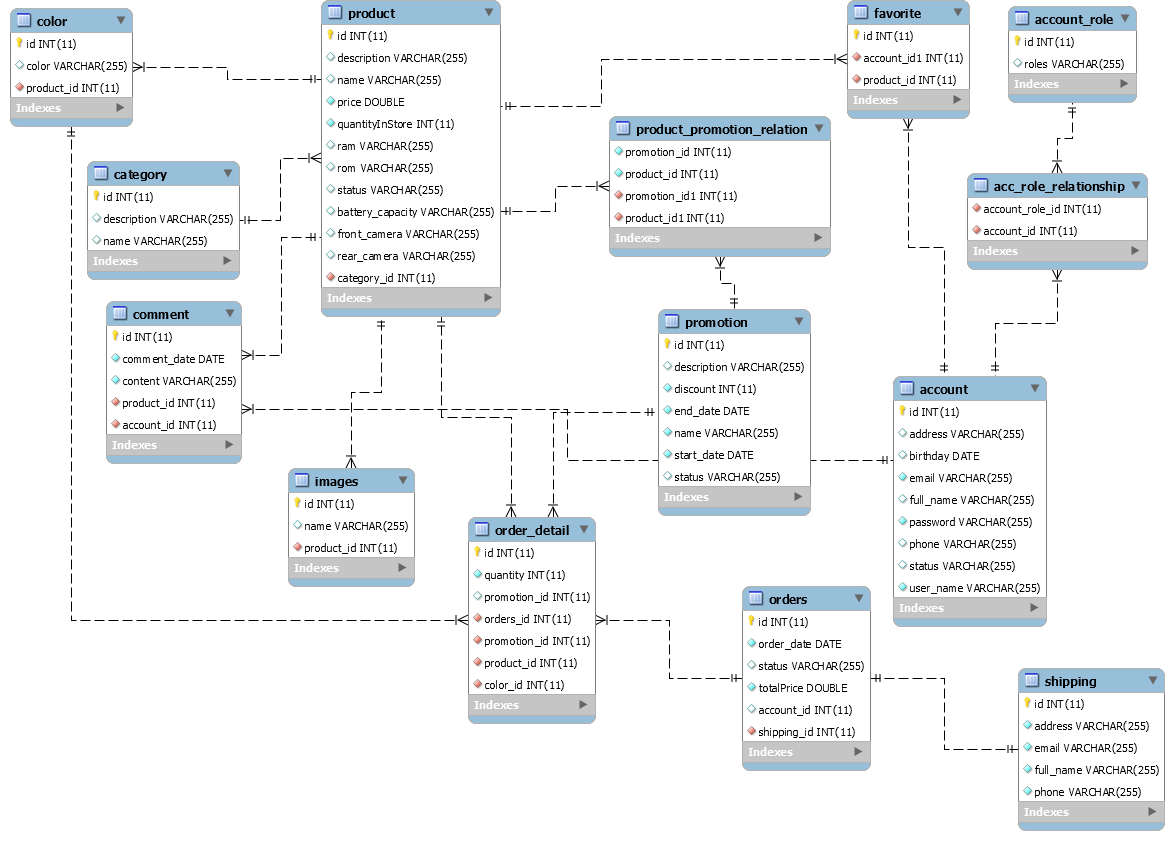 color
id INT(11)
color VARCHAR(255)
product_id INT(11)
Indexes
product
id INT(11)
description VARCHAR(255)
name VARCHAR(255)
price DOUBLE
quantityInStore INT(11)
ram VARCHAR(255)
rom VARCHAR(255)
status VARCHAR(255)
battery_capacity VARCHAR(255)
front_camera VARCHAR(255)
rear_camera VARCHAR(255)
category_id INT(11)
Indexes
favorite
id INT(11)
account_id1 INT(11)
product_id INT(11)
Indexes
account_role
id INT(11)
roles VARCHAR(255)
Indexes
product_promotion_relation
promotion_id INT(11)
product_id INT(11)
promotion_id1 INT(11)
product_id1 INT(11)
Indexes
category
id INT(11)
description VARCHAR(255)
name VARCHAR(255)
Indexes
acc_role_relationship
account_role_id INT(11)
account_id INT(11)
Indexes
comment
id INT(11)
comment_date DATE
content VARCHAR(255)
product_id INT(11)
account_id INT(11)
Indexes
promotion
id INT(11)
description VARCHAR(255)
discount INT(11)
end_date DATE
name VARCHAR(255)
start_date DATE
status VARCHAR(255)
Indexes
account
id INT(11)
address VARCHAR(255)
birthday DATE
email VARCHAR(255)
full_name VARCHAR(255)
password VARCHAR(255)
phone VARCHAR(255)
status VARCHAR(255)
user_name VARCHAR(255)
Indexes
images
id INT(11)
name VARCHAR(255)
product_id INT(11)
Indexes
order_detail
id INT(11)
quantity INT(11)
promotion_id INT(11)
orders_id INT(11)
promotion_id INT(11)
product_id INT(11)
color_id INT(11)
Indexes
orders
id INT(11)
order_date DATE
status VARCHAR(255)
totalPrice DOUBLE
account_id INT(11)
shipping_id INT(11)
Indexes
shipping
id INT(11)
address VARCHAR(255)
email VARCHAR(255)
full_name VARCHAR(255)
phone VARCHAR(255)
Indexes